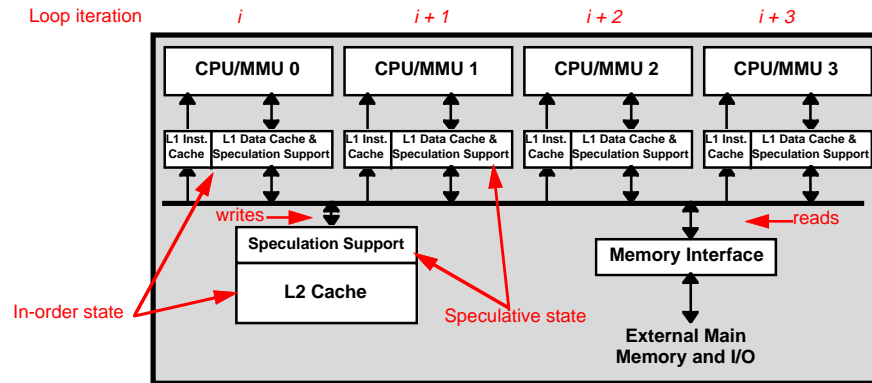 Loop iteration i i + 1 i + 2 i + 3
CPU/MMU 0 CPU/MMU 1 CPU/MMU 2 CPU/MMU 3
L1 Inst. L1 Data Cache & L1 Inst. L1 Data Cache & L1 Inst. L1 Data Cache & L1 Inst. L1 Data Cache &
Cache Speculation Support Cache Speculation Support Cache Speculation Support Cache Speculation Support
writes reads
Speculation Support Memory Interface
L2 Cache
In-order state Speculative state
External Main
Memory and I/O